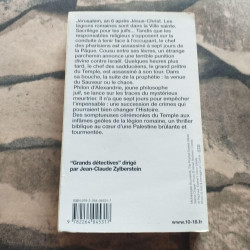 Jérusalem, an 6 après Jésus-Christ. Les
légions romaines sont dans la Ville sainte.
Sacrilège pour les juifs... Tandis que les
responsables religieux s'opposent sur la
conduite à tenir face à l'occupant, le chef
des pharisiens est assassiné à sept jours de
la Pâque. Cousu entre ses lèvres, un étrange
parchemin annonce une terrible punition
divine contre Israël. Quelques heures plus
tard, le chef des sadducéens, le grand prêtre
du Temple, est assassiné à son tour. Dans
sa bouche, la suite de la prophétie : la venue
du Sauveur ou le chaos.
Philon d'Alexandrie, jeune philosophe
juif, se lance sur les traces du mystérieux
meurtrier. Il n'a que sept jours pour empêcher
l'impensable : une succession de crimes qui
pourraient bien changer l'Histoire.
Des somptueuses cérémonies du Temple aux
infâmes geôles de la légion romaine, un thriller
biblique au cœur d'une Palestine brûlante et
tourmentée.
"Grands détectives" dirigé
par Jean-Claude Zylberstein
www.10-18.fr